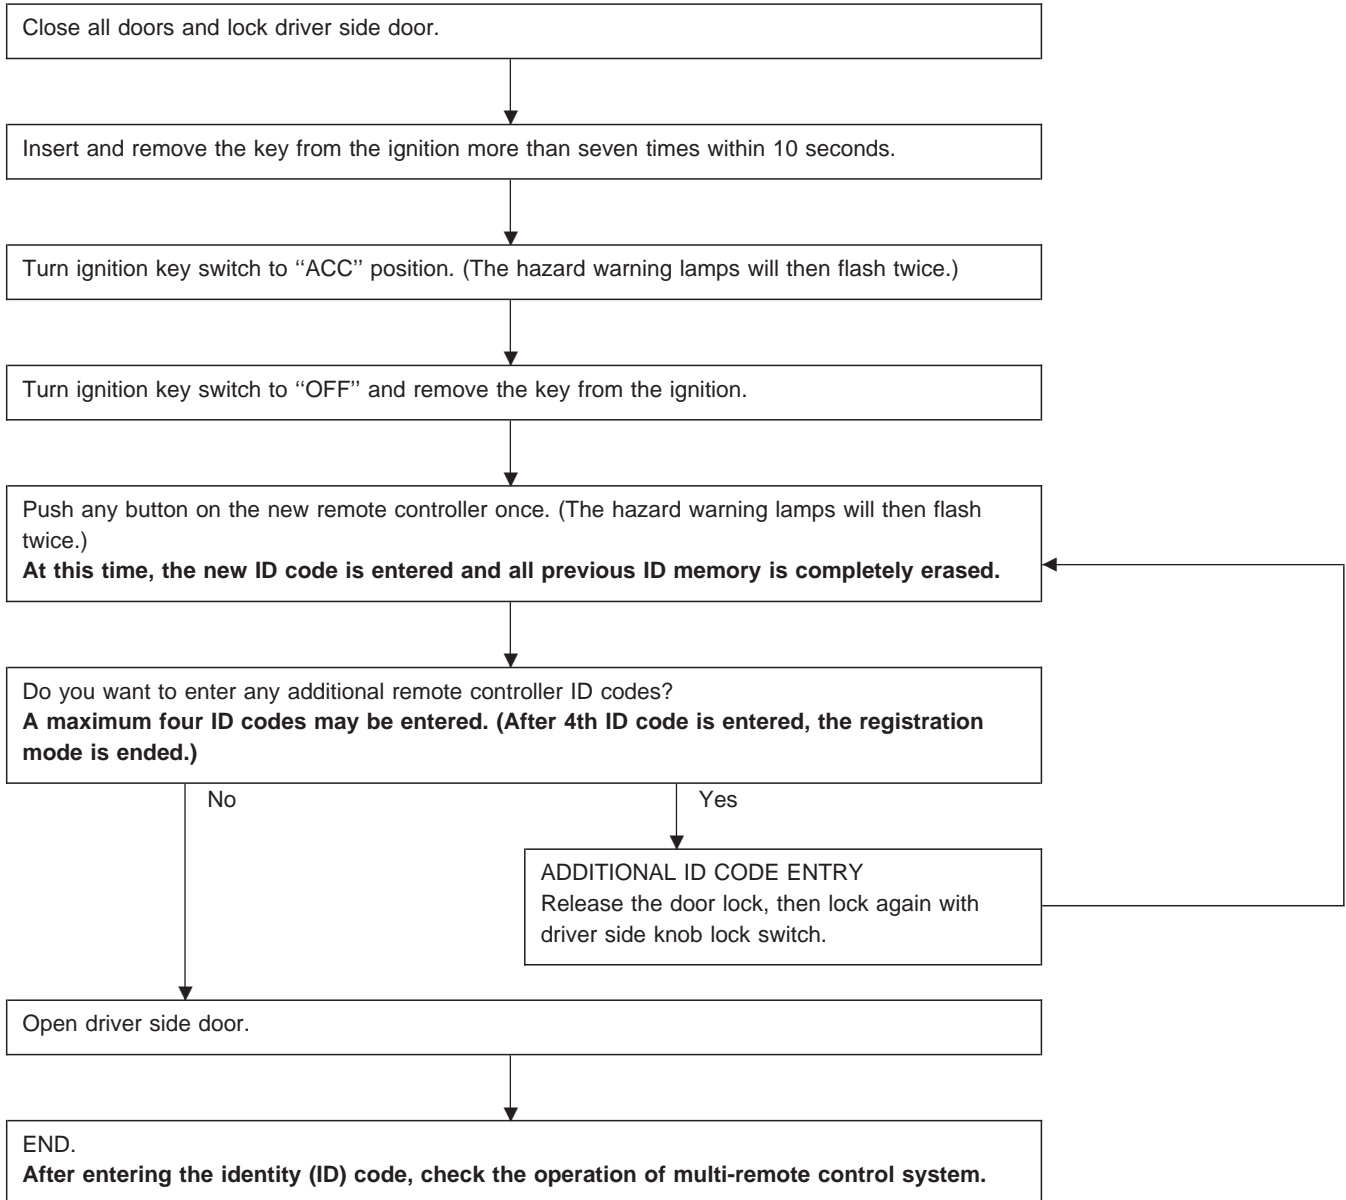 Close all doors and lock driver side door.
Insert and remove the key from the ignition more than seven times within 10 seconds.
Turn ignition key switch to ‘‘ACC’’ position. (The hazard warning lamps will then flash twice.)
Turn ignition key switch to ‘‘OFF’’ and remove the key from the ignition.
Push any button on the new remote controller once. (The hazard warning lamps will then flash
twice.)
At this time, the new ID code is entered and all previous ID memory is completely erased.
Do you want to enter any additional remote controller ID codes?
A maximum four ID codes may be entered. (After 4th ID code is entered, the registration
mode is ended.)
No
Yes
ADDITIONAL ID CODE ENTRY
Release the door lock, then lock again with
driver side knob lock switch.
Open driver side door.
END.
After entering the identity (ID) code, check the operation of multi-remote control system.